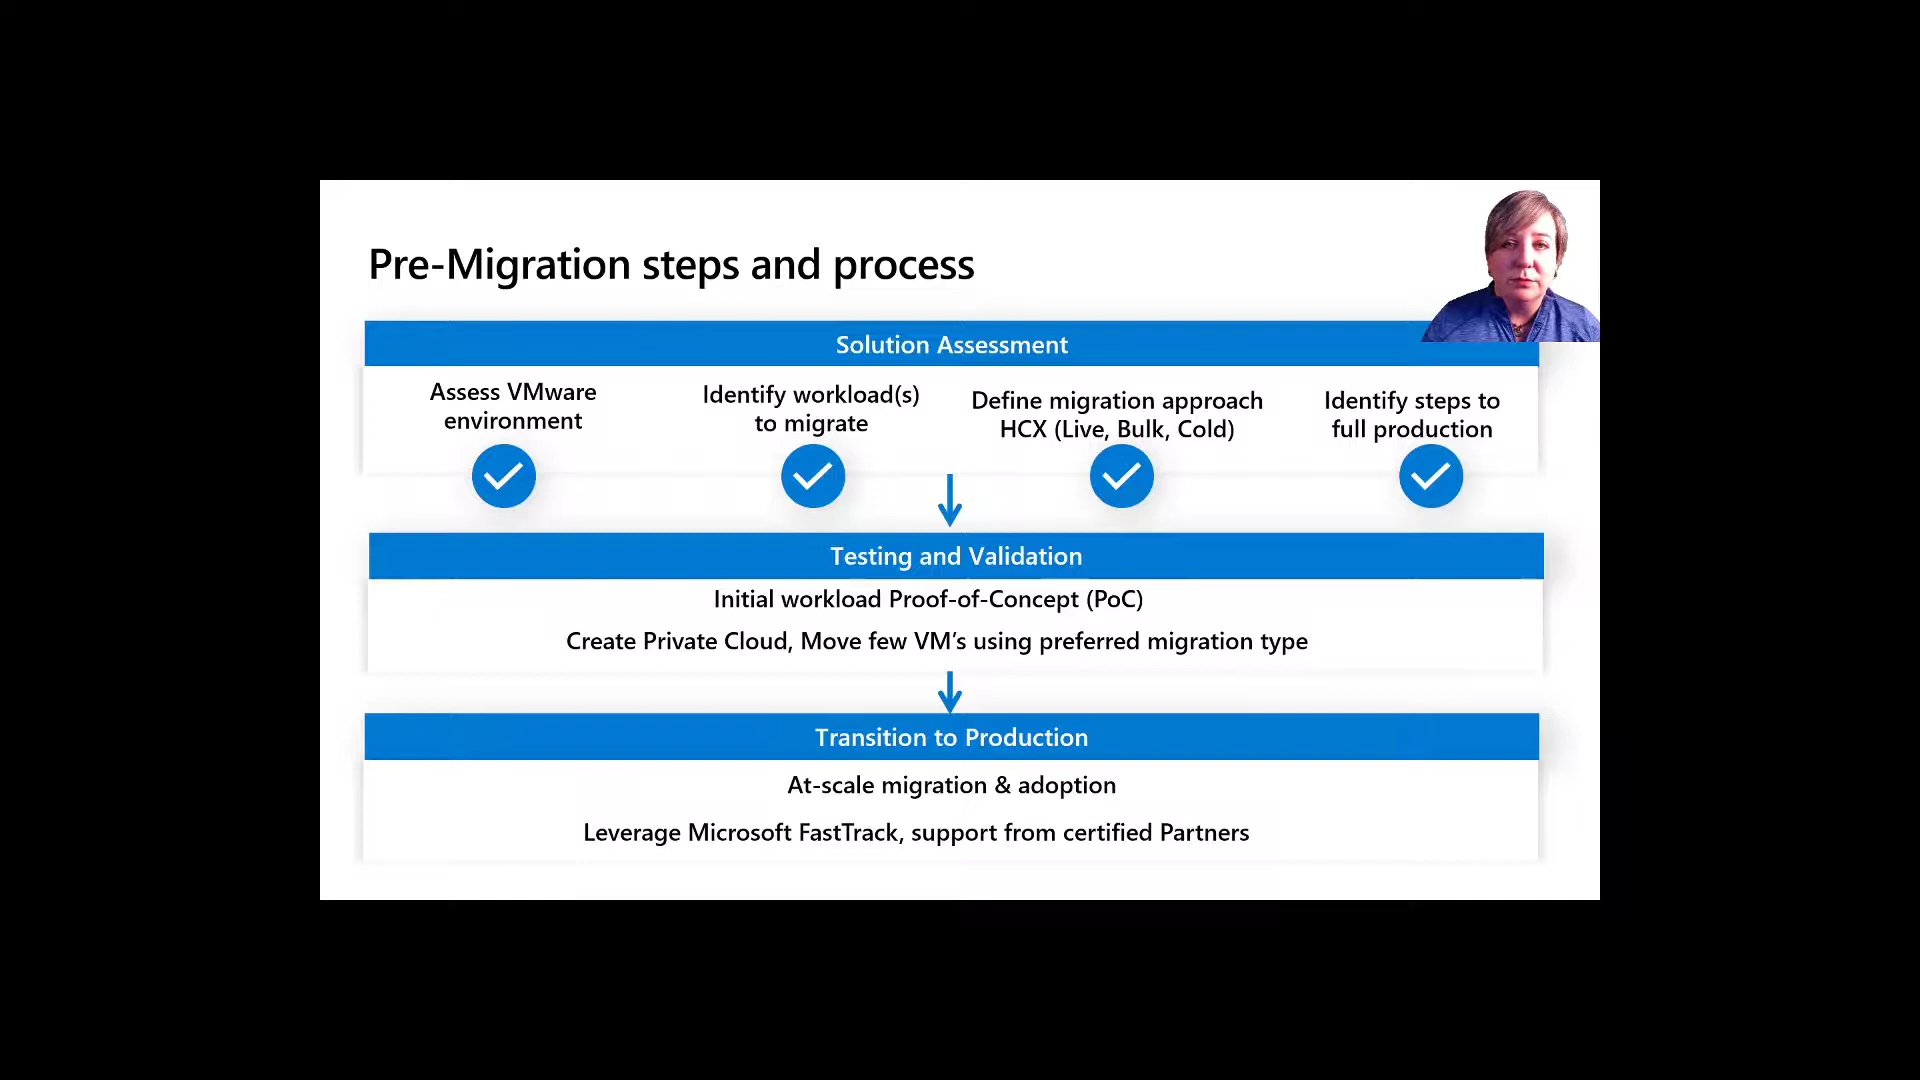 Pre-Migration steps and process
Solution Assessment
Assess VMware
environment
Identify workload(s)
to migrate
Define migration approach
HCX (Live, Bulk, Cold)
Identify steps to
full production
Testing and Validation
Initial workload Proof-of-Concept (PoC)
Create Private Cloud, Move few VM’s using preferred migration type
Transition to Production
At-scale migration & adoption
Leverage Microsoft FastTrack, support from certified Partners